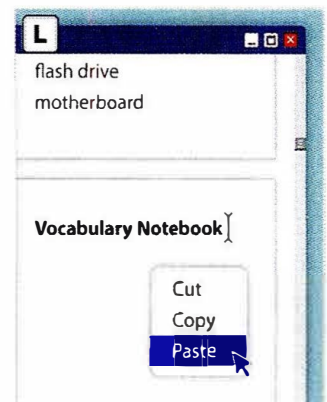 L
flash drive
motherboard
Vocabulary Notebook
Cut
Copy
Paste